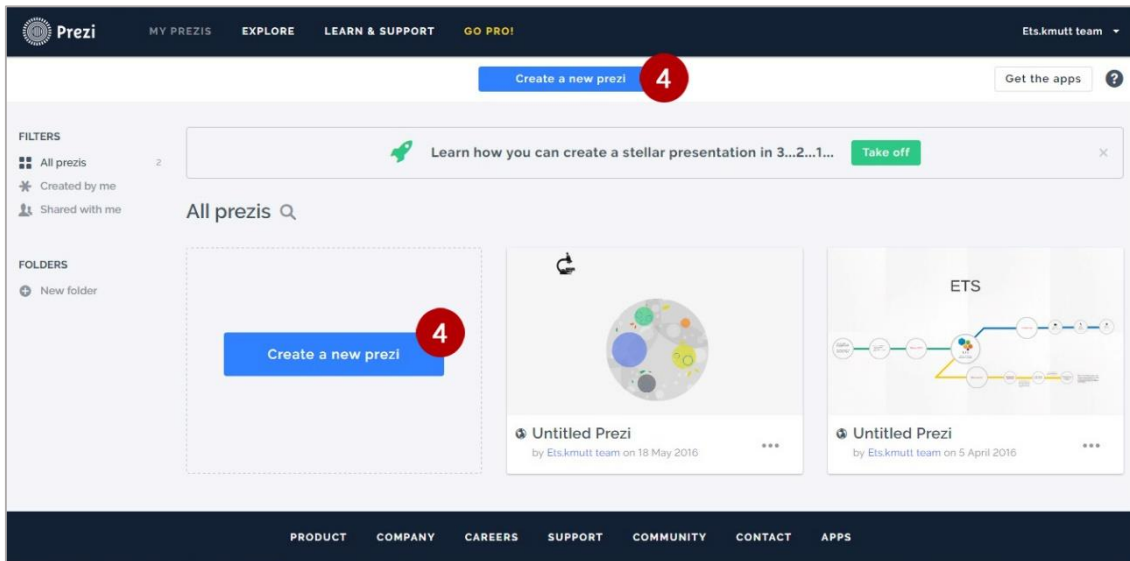 Prezi MY PREZIS EXPLORE LEARN & SUPPORT GO PRO! Ets.kmutt team
Create a new prezi 4 Get the apps ?
FILTERS
All prezis 2
Created by me
Shared with me
FOLDERS
New folder
Learn how you can create a stellar presentation in 3...2...1... Take off ×
All prezis
Create a new prezi 4
Untitled Prezi
by Ets.kmutt team on 18 May 2016
ETS
Untitled Prezi
by Ets.kmutt team on 5 April 2016
PRODUCT COMPANY CAREERS SUPPORT COMMUNITY CONTACT APPS